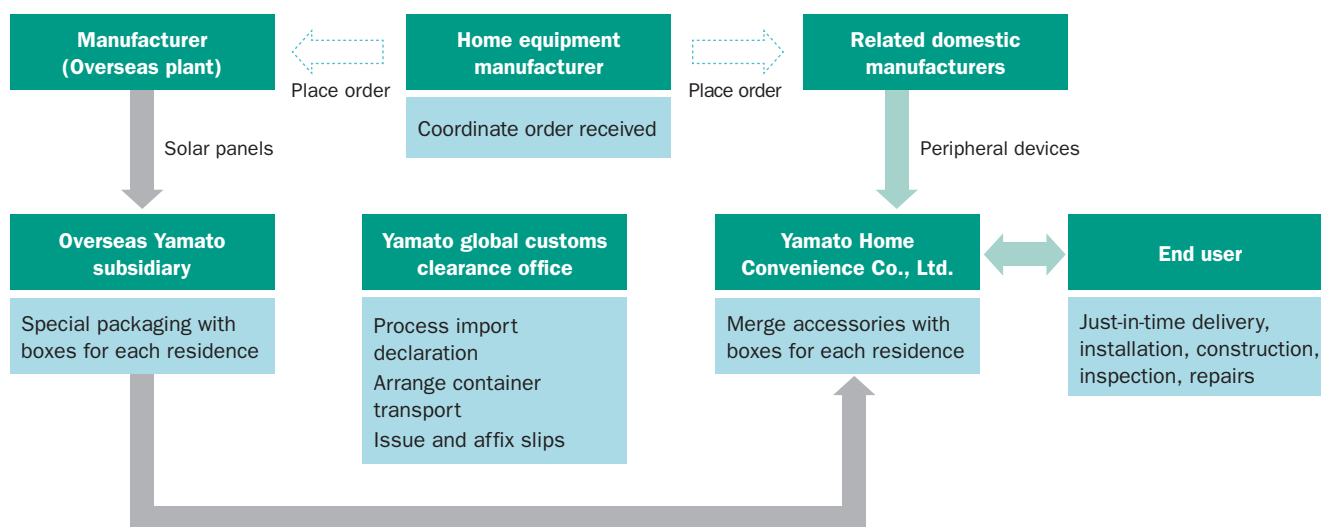 Manufacturer
(Overseas plant)
Place order
Home equipment
manufacturer
Coordinate order received
Place order
Related domestic
manufacturers
Solar panels
Peripheral devices
Overseas Yamato
subsidiary
Special packaging with
boxes for each residence
Yamato global customs
clearance office
Process import
declaration
Arrange container
transport
Issue and affix slips
Yamato Home
Convenience Co., Ltd.
Merge accessories with
boxes for each residence
End user
Just-in-time delivery,
installation, construction,
inspection, repairs